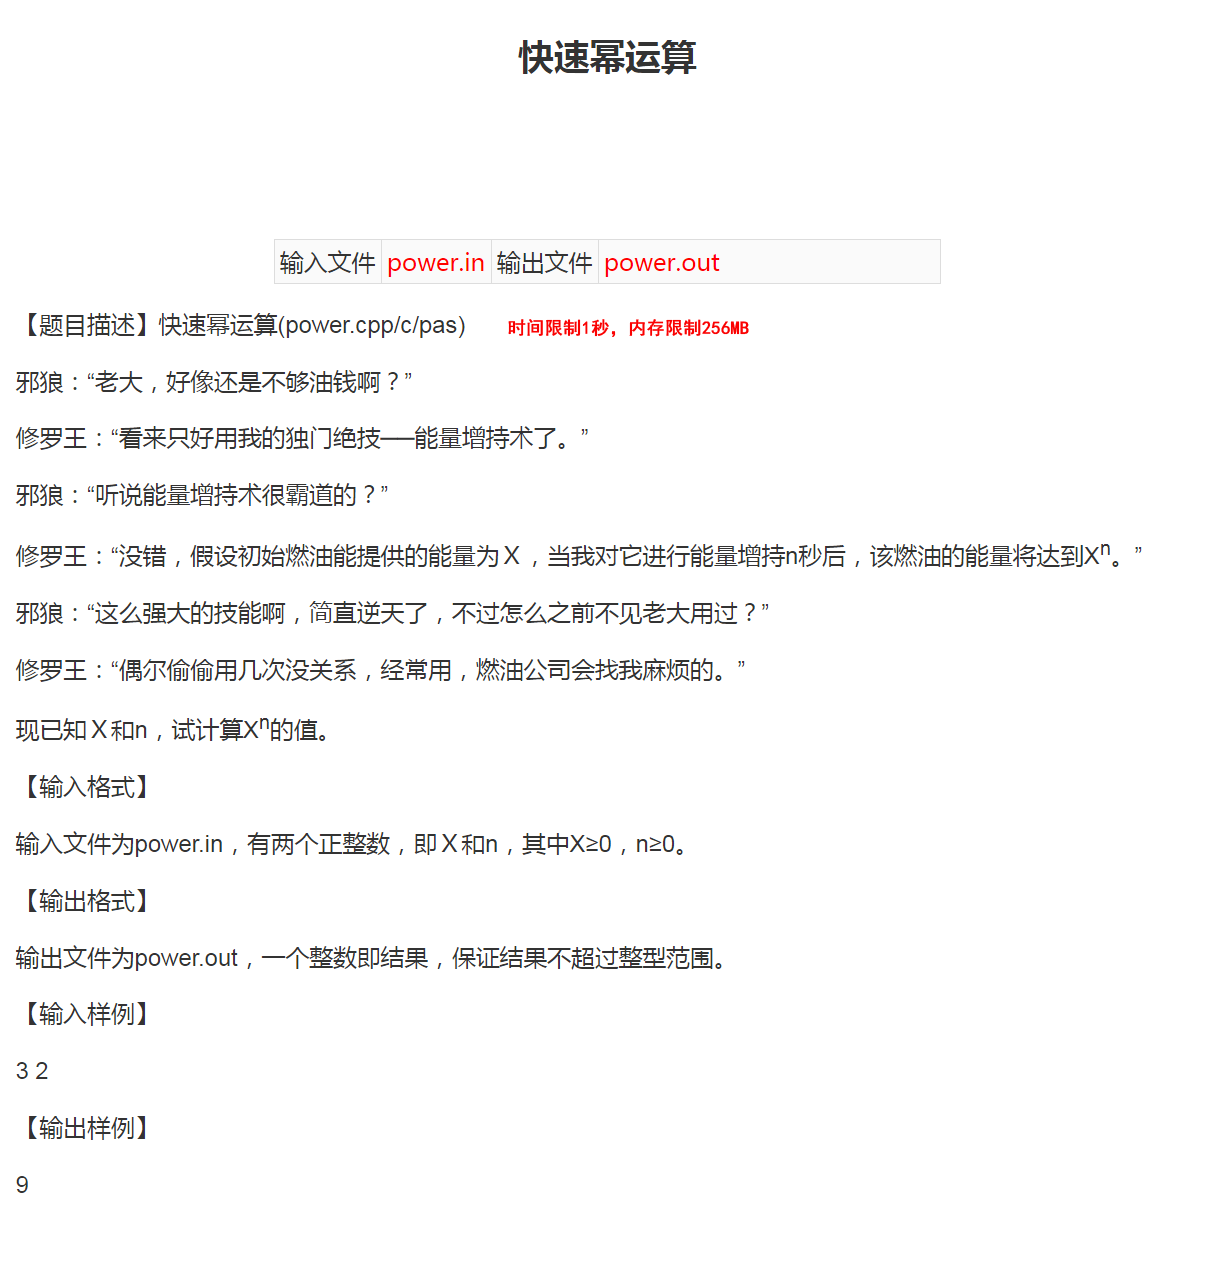 快速幂运算
输入文件 power.in 输出文件 power.out
【题目描述】快速幂运算(power.cpp/c/pas) 时间限制1秒，内存限制256MB
邪狼：“老大，好像还是不够油钱啊？”
修罗王：“看来只好用我的独门绝技──能量增持术了。”
邪狼：“听说能量增持术很霸道的？”
修罗王：“没错，假设初始燃油能提供的能量为Ｘ，当我对它进行能量增持n秒后，该燃油的能量将达到Xⁿ。”
邪狼：“这么强大的技能啊，简直逆天了，不过怎么之前不见老大用过？”
修罗王：“偶尔偷偷用几次没关系，经常用，燃油公司会找我麻烦的。”
现已知Ｘ和n，试计算Xⁿ的值。
【输入格式】
输入文件为power.in，有两个正整数，即Ｘ和n，其中X≥0，n≥0。
【输出格式】
输出文件为power.out，一个整数即结果，保证结果不超过整型范围。
【输入样例】
3 2
【输出样例】
9